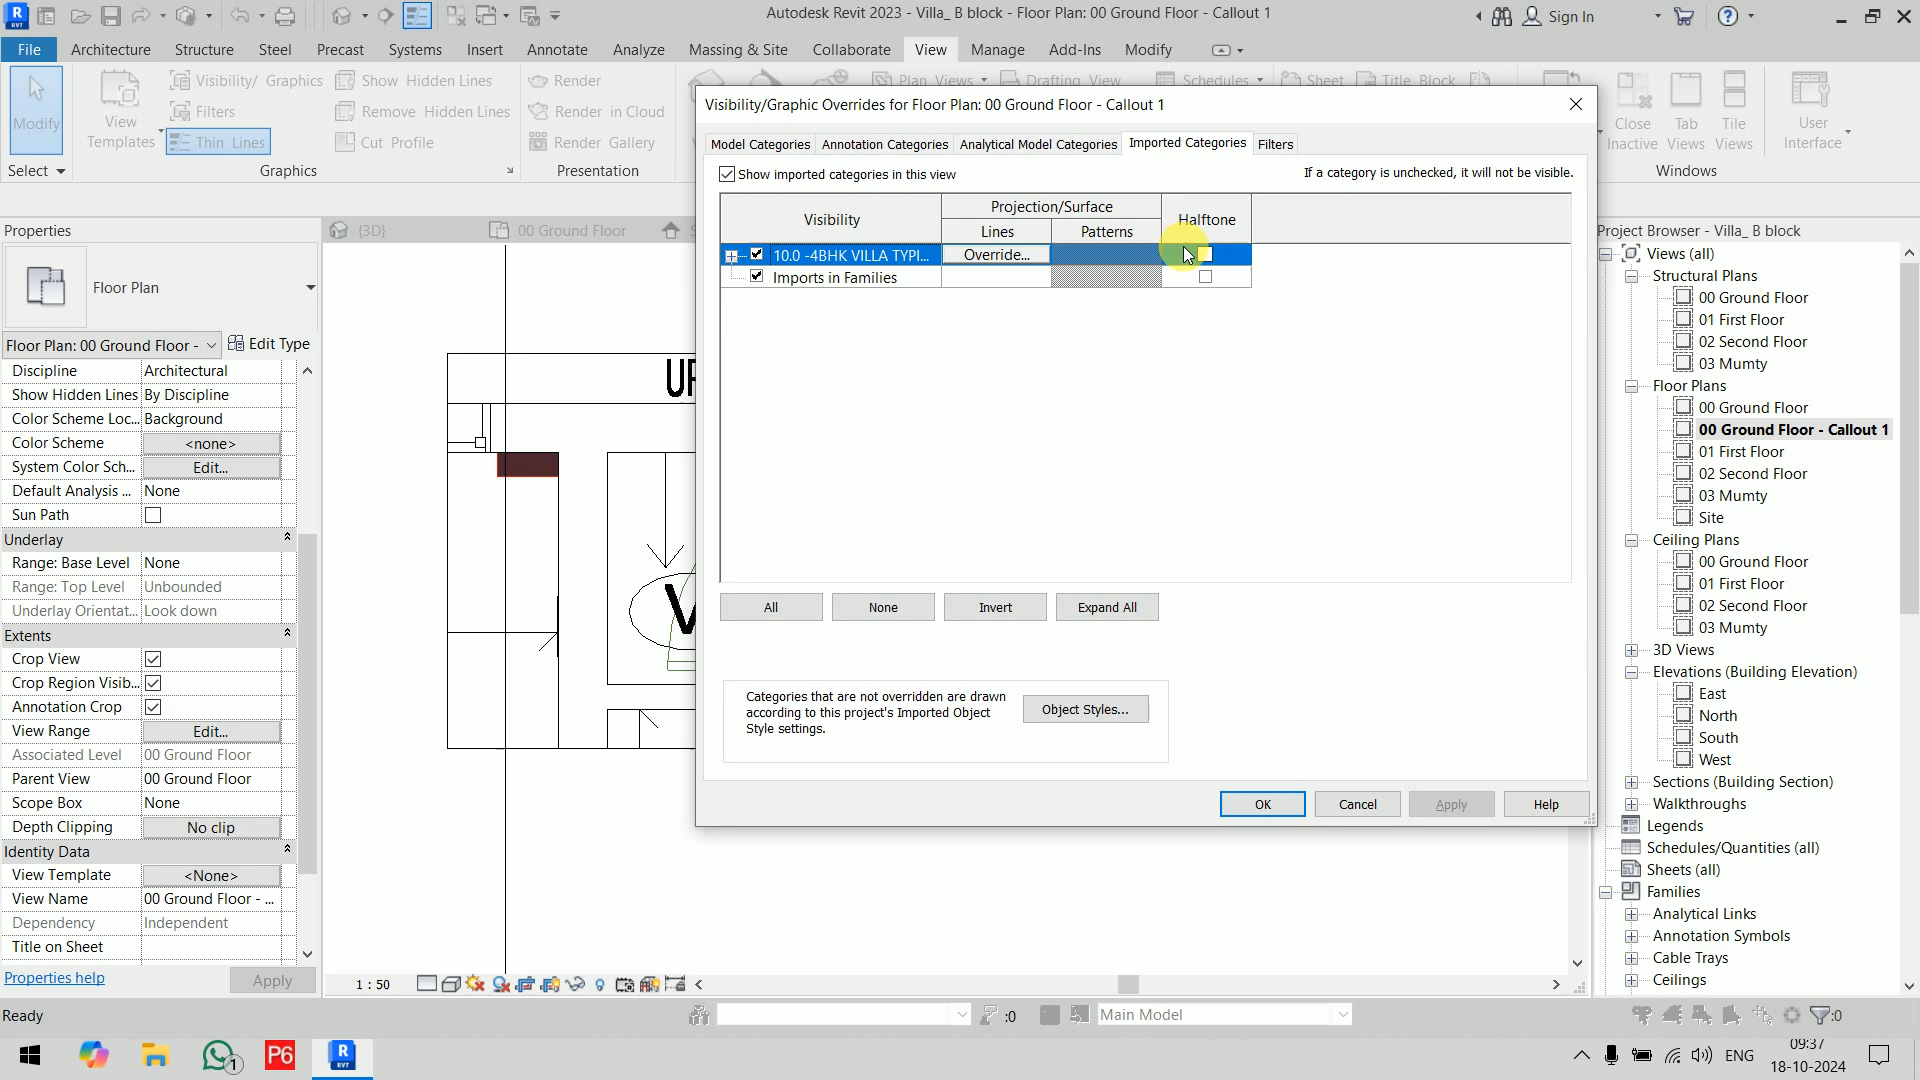 Autodesk Revit 2023 - Villa_ B block - Floor Plan: 00 Ground Floor - Callout 1
Sign In
File Architecture Structure Steel Precast Systems Insert Annotate Analyze Massing & Site Collaborate View Manage Add-Ins Modify
Modify
View Templates
Visibility/ Graphics
Filters
Thin Lines
Show Hidden Lines
Remove Hidden Lines
Cut Profile
Render
Render in Cloud
Render Gallery
Plan Views
Drafting View
Schedules
Sheet
Title Block
Close Inactive
Tab Views
Tile Views
User Interface
Select
Graphics
Presentation
Windows
Properties
Floor Plan
Floor Plan: 00 Ground Floor -
Edit Type
Discipline Architectural
Show Hidden Lines By Discipline
Color Scheme Loc... Background
Color Scheme <none>
System Color Sch... Edit...
Default Analysis ... None
Sun Path
Underlay
Range: Base Level None
Range: Top Level Unbounded
Underlay Orientat... Look down
Extents
Crop View
Crop Region Visib...
Annotation Crop
View Range Edit...
Associated Level 00 Ground Floor
Parent View 00 Ground Floor
Scope Box None
Depth Clipping No clip
Identity Data
View Template <None>
View Name 00 Ground Floor - ...
Dependency Independent
Title on Sheet
Properties help
Apply
{3D}
00 Ground Floor
Visibility/Graphic Overrides for Floor Plan: 00 Ground Floor - Callout 1
Model Categories Annotation Categories Analytical Model Categories Imported Categories Filters
Show imported categories in this view
If a category is unchecked, it will not be visible.
Visibility
Projection/Surface
Lines
Patterns
Halftone
10.0 -4BHK VILLA TYPI...
Override...
Imports in Families
All
None
Invert
Expand All
Categories that are not overridden are drawn
according to this project's Imported Object
Style settings.
Object Styles...
OK
Cancel
Apply
Help
Project Browser - Villa_ B block
Views (all)
Structural Plans
00 Ground Floor
01 First Floor
02 Second Floor
03 Mumty
Floor Plans
00 Ground Floor
00 Ground Floor - Callout 1
01 First Floor
02 Second Floor
03 Mumty
Site
Ceiling Plans
00 Ground Floor
01 First Floor
02 Second Floor
03 Mumty
3D Views
Elevations (Building Elevation)
East
North
South
West
Sections (Building Section)
Walkthroughs
Legends
Schedules/Quantities (all)
Sheets (all)
Families
Analytical Links
Annotation Symbols
Cable Trays
Ceilings
1 : 50
Ready
:0
Main Model
:0
P6
1
R
RVT
ENG
09:37
18-10-2024